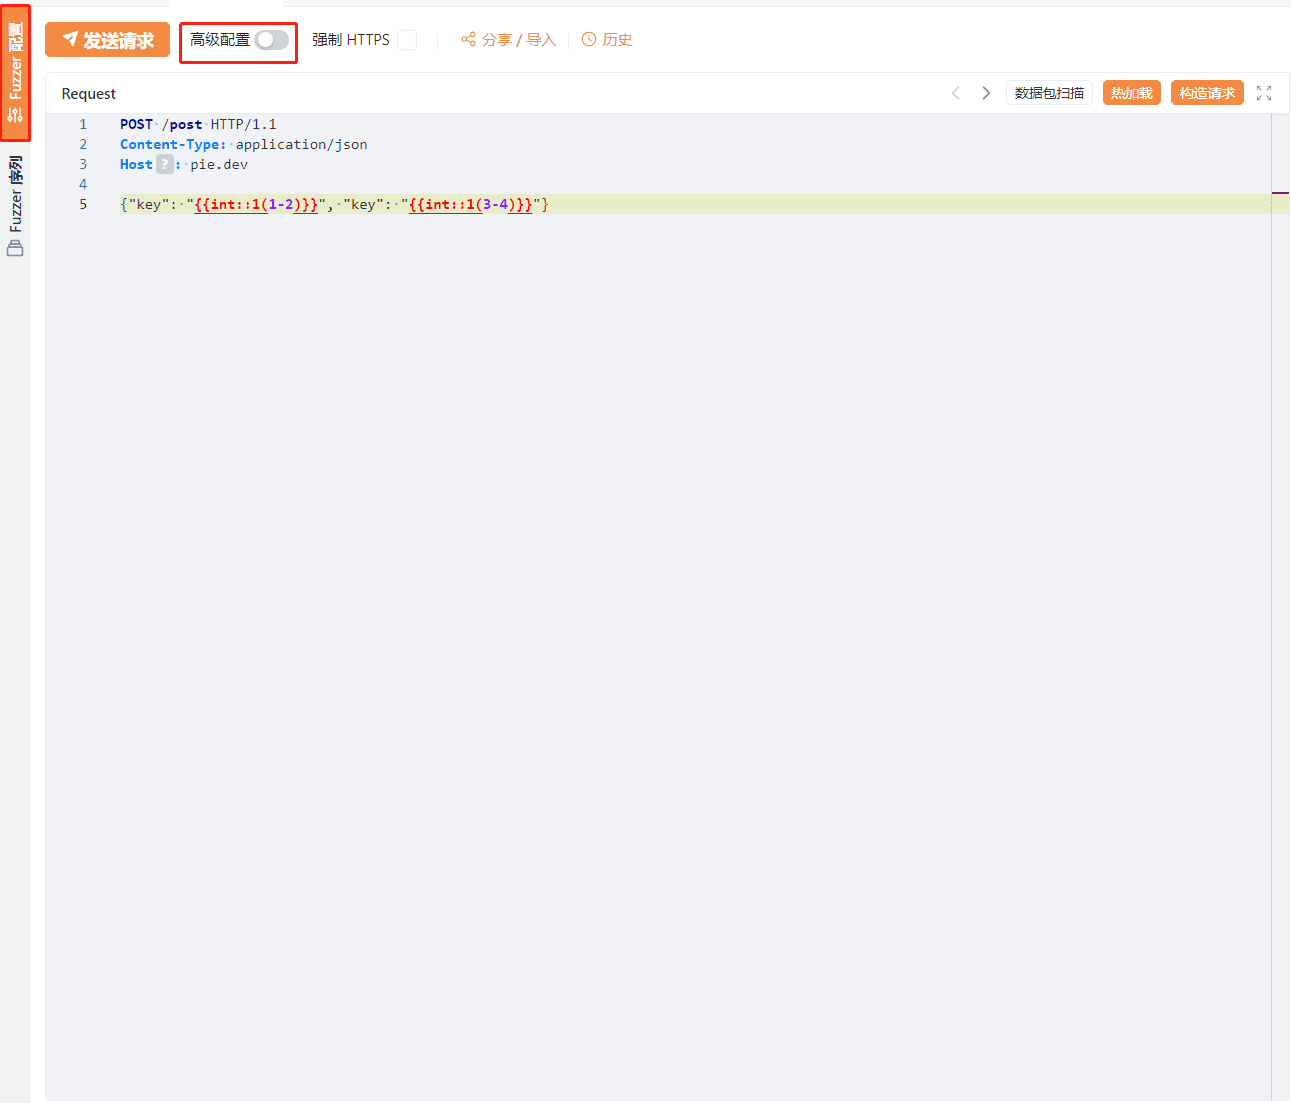 Fuzzer 配置
Fuzzer 序列
发送请求 高级配置 强制 HTTPS 分享 / 导入 历史
Request 数据包扫描 热加载 构造请求
1 POST /post HTTP/1.1
2 Content-Type: application/json
3 Host ? : pie.dev
4
5 {"key": "{{int::1(1-2)}}", "key": "{{int::1(3-4)}}"}